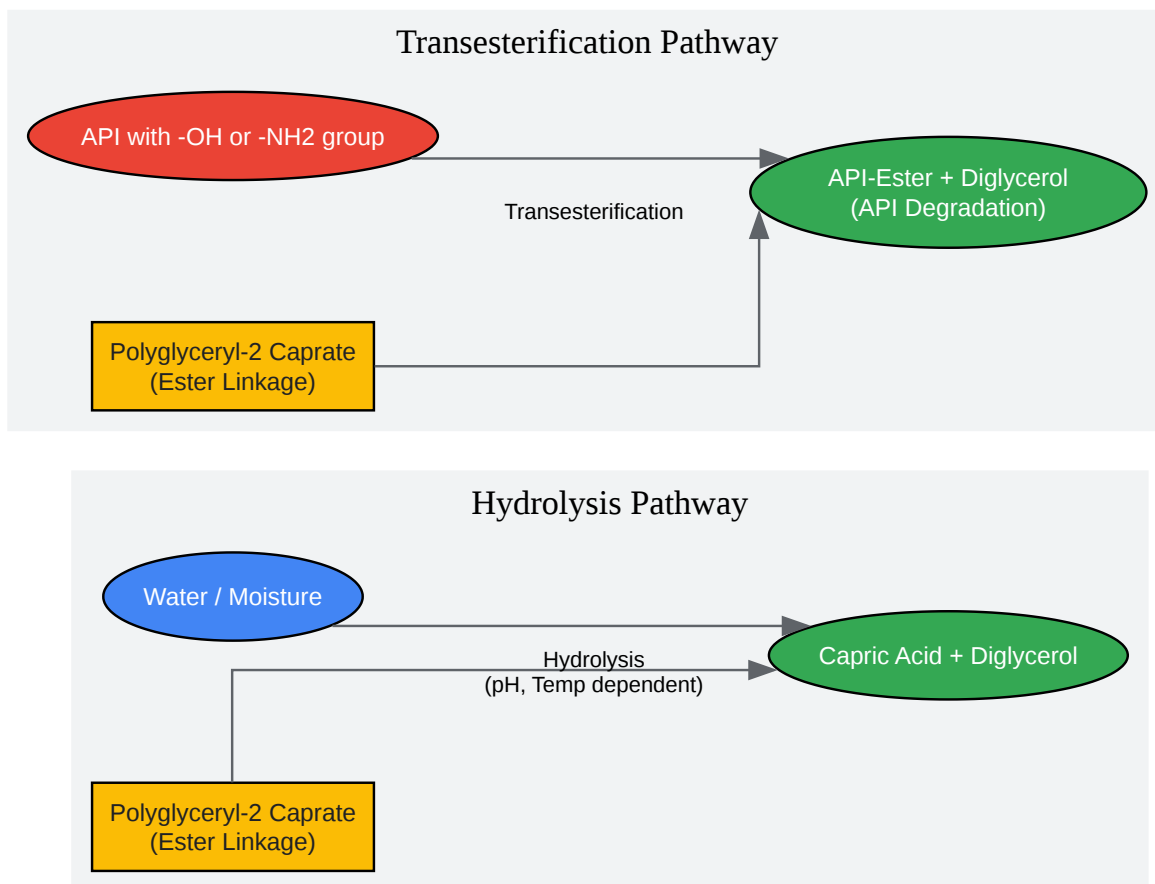 Transesterification Pathway
API with -OH or -NH2 group
API-Ester + Diglycerol
(API Degradation)
Transesterification
Polyglyceryl-2 Caprate
(Ester Linkage)
Hydrolysis Pathway
Water / Moisture
Capric Acid + Diglycerol
Hydrolysis
(pH, Temp dependent)
Polyglyceryl-2 Caprate
(Ester Linkage)